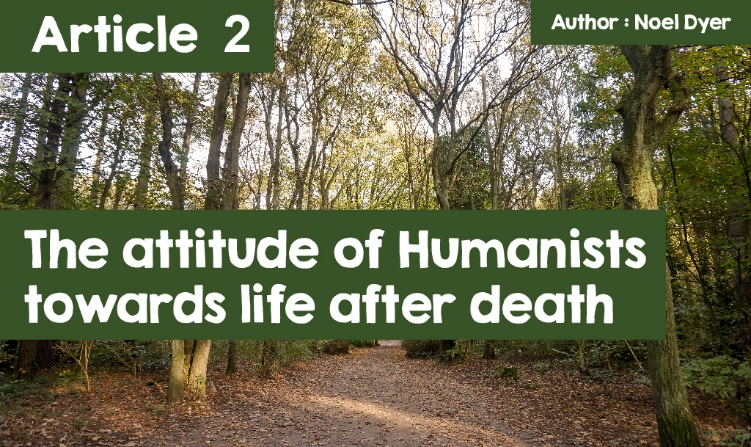 Article 2
Author : Noel Dyer
The attitude of Humanists
towards life after death